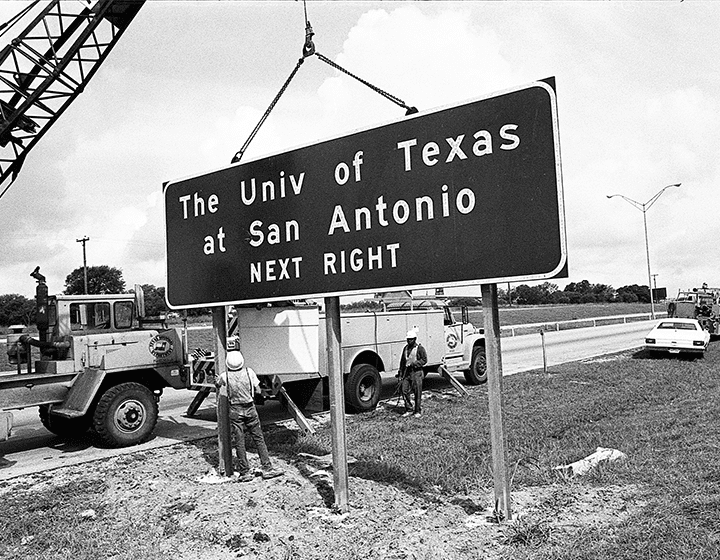 The Univ of Texas
at San Antonio
NEXT RIGHT